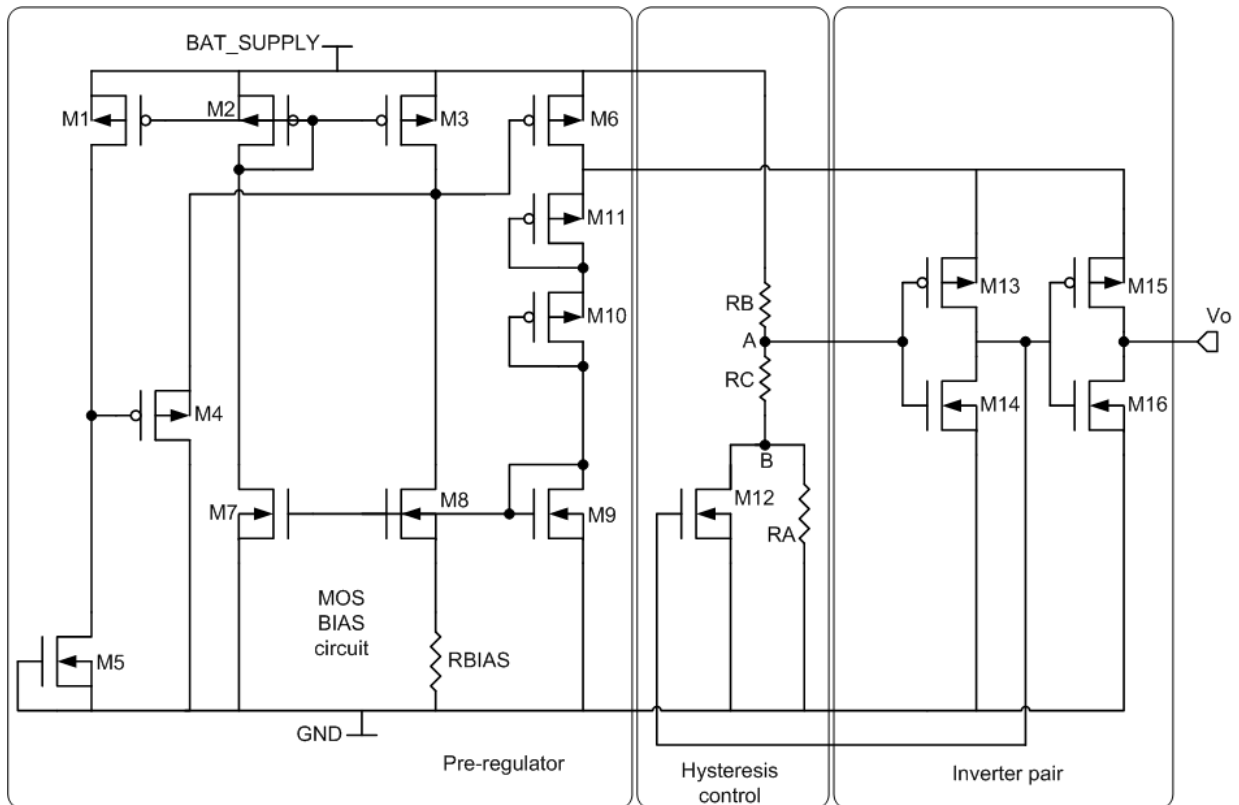 BAT_SUPPLY
M1
M2
M3
M6
M11
M10
M4
M7
M8
M9
M5
MOS
BIAS
circuit
RBIAS
GND
Pre-regulator
RB
A
RC
B
M12
RA
Hysteresis
control
M13
M15
Vo
M14
M16
Inverter pair